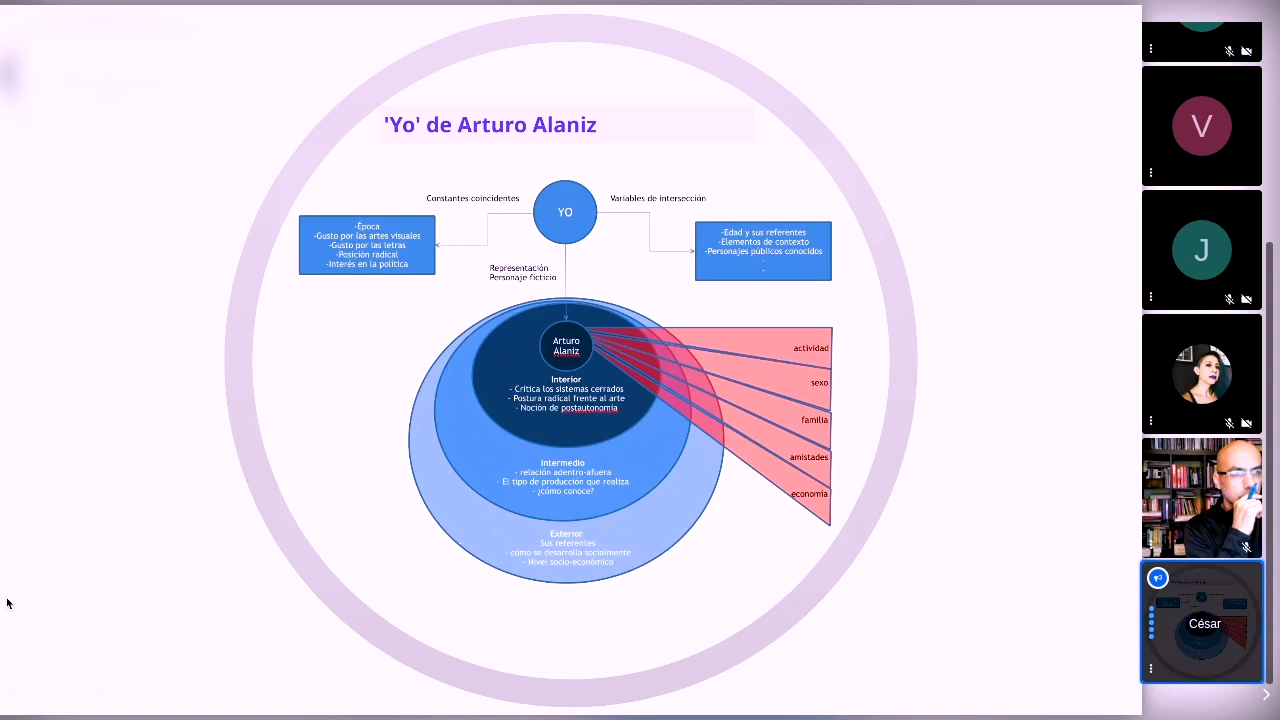 'Yo' de Arturo Alaniz
Constantes coincidentes
YO
Variables de intersección
-Época
-Gusto por las artes visuales
-Gusto por las letras
-Posición radical
-Interés en la política
-Edad y sus referentes
-Elementos de contexto
-Personajes públicos conocidos
-
-
Representación
Personaje ficticio
Arturo
Alaniz
Interior
- Critica los sistemas cerrados
- Postura radical frente al arte
- Noción de postautonomía
actividad
sexo
familia
amistades
economía
Intermedio
- relación adentro-afuera
- El tipo de producción que realiza
- ¿cómo conoce?
Exterior
Sus referentes
- cómo se desarrolla socialmente
- Nivel socio-económico
V
J
César